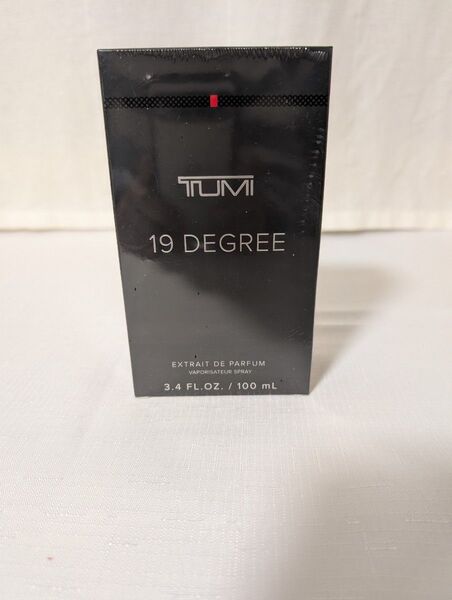 TUMI
19 DEGREE
EXTRAIT DE PARFUM
VAPORISATEUR SPRAY
3.4 FL.OZ. / 100 mL